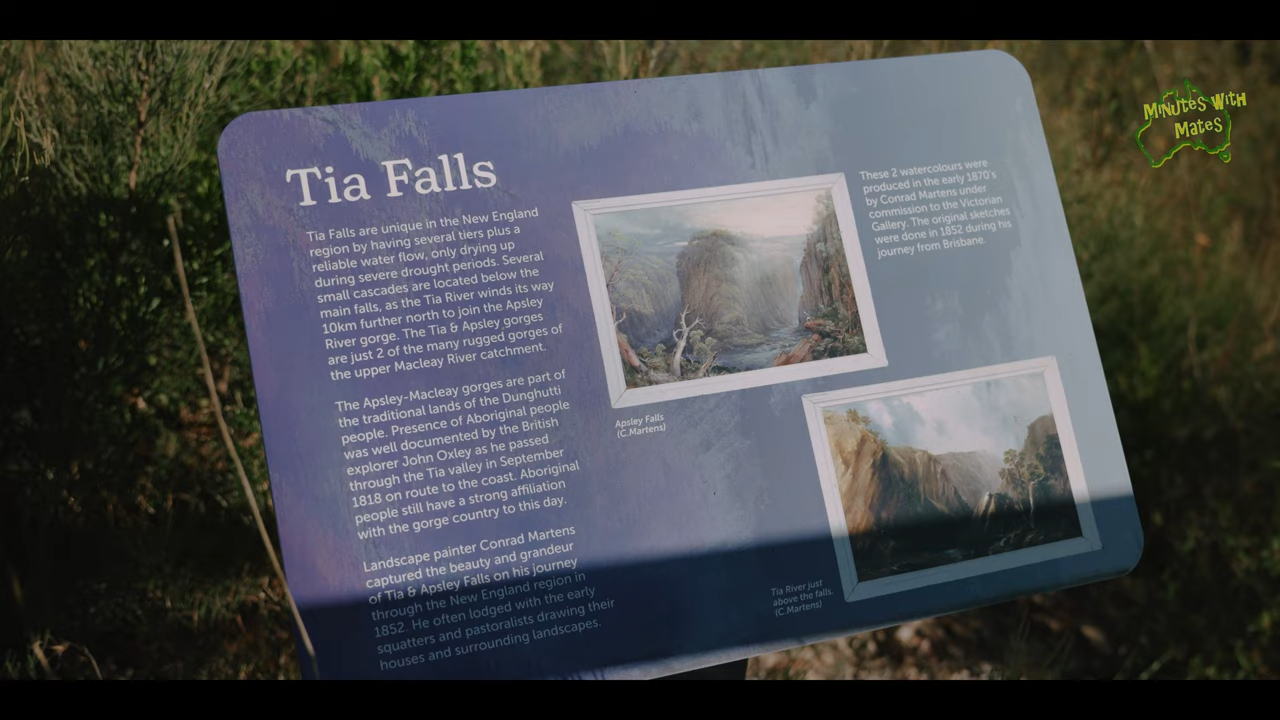 Tia Falls
Tia Falls are unique in the New England
region by having several tiers plus a
reliable water flow, only drying up
during severe drought periods. Several
small cascades are located below the
main falls, as the Tia River winds its way
10km further north to join the Apsley
River gorge. The Tia & Apsley gorges
are just 2 of the many rugged gorges of
the upper Macleay River catchment.
The Apsley-Macleay gorges are part of
the traditional lands of the Dunghutti
people. Presence of Aboriginal people
was well documented by the British
explorer John Oxley as he passed
through the Tia valley in September
1818 on route to the coast. Aboriginal
people still have a strong affiliation
with the gorge country to this day.
Landscape painter Conrad Martens
captured the beauty and grandeur
of Tia & Apsley Falls on his journey
through the New England region in
1852. He often lodged with the early
squatters and pastoralists drawing their
houses and surrounding landscapes.
Apsley Falls
(C.Martens)
These 2 watercolours were
produced in the early 1870's
by Conrad Martens under
commission to the Victorian
Gallery. The original sketches
were done in 1852 during his
journey from Brisbane.
Tia River just
above the falls.
(C.Martens)
Minutes With
Mates